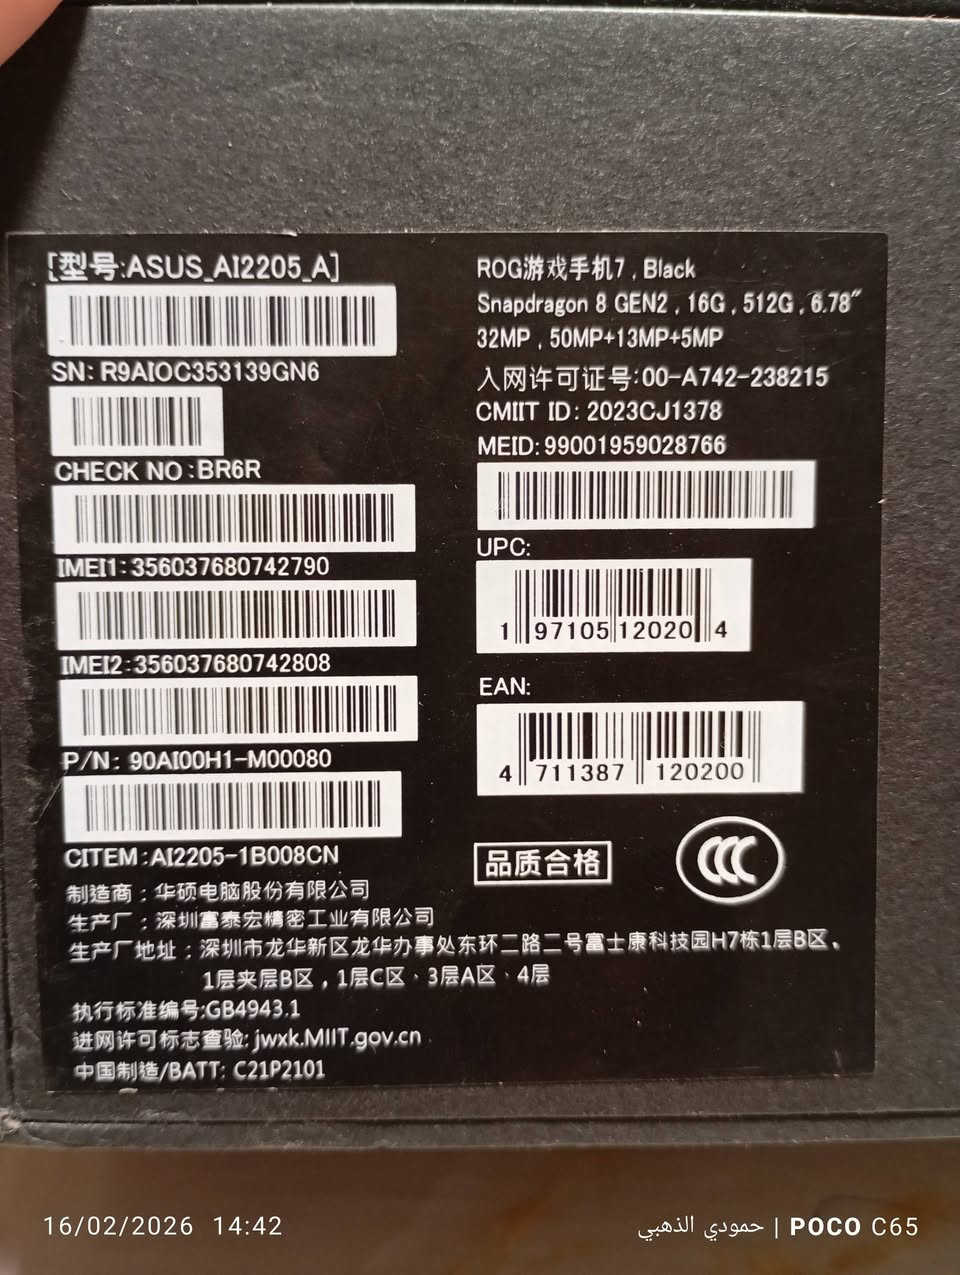 [型号:ASUS_AI2205_A]
SN: R9AIOC353139GN6
CHECK NO :BR6R
IMEI1:356037680742790
IMEI2:356037680742808
P/N: 90AI00H1-M00080
CITEM:AI2205-1B008CN
ROG游戏手机7 , Black
Snapdragon 8 GEN2 , 16G , 512G , 6.78"
32MP , 50MP+13MP+5MP
入网许可证号:00-A742-238215
CMIIT ID: 2023CJ1378
MEID:99001959028766
UPC:
1 97105 12020 4
EAN:
4 711387 120200
品质合格
CCC
制造商：华硕电脑股份有限公司
生产厂：深圳富泰宏精密工业有限公司
生产厂地址：深圳市龙华新区龙华办事处东环二路二号富士康科技园H7栋1层B区、
1层夹层B区，1层C区、3层A区、4层
执行标准编号:GB4943.1
进网许可标志查验: jwxk.MIIT.gov.cn
中国制造/BATT: C21P2101
16/02/2026 14:42
حمودي الذهبي | POCO C65